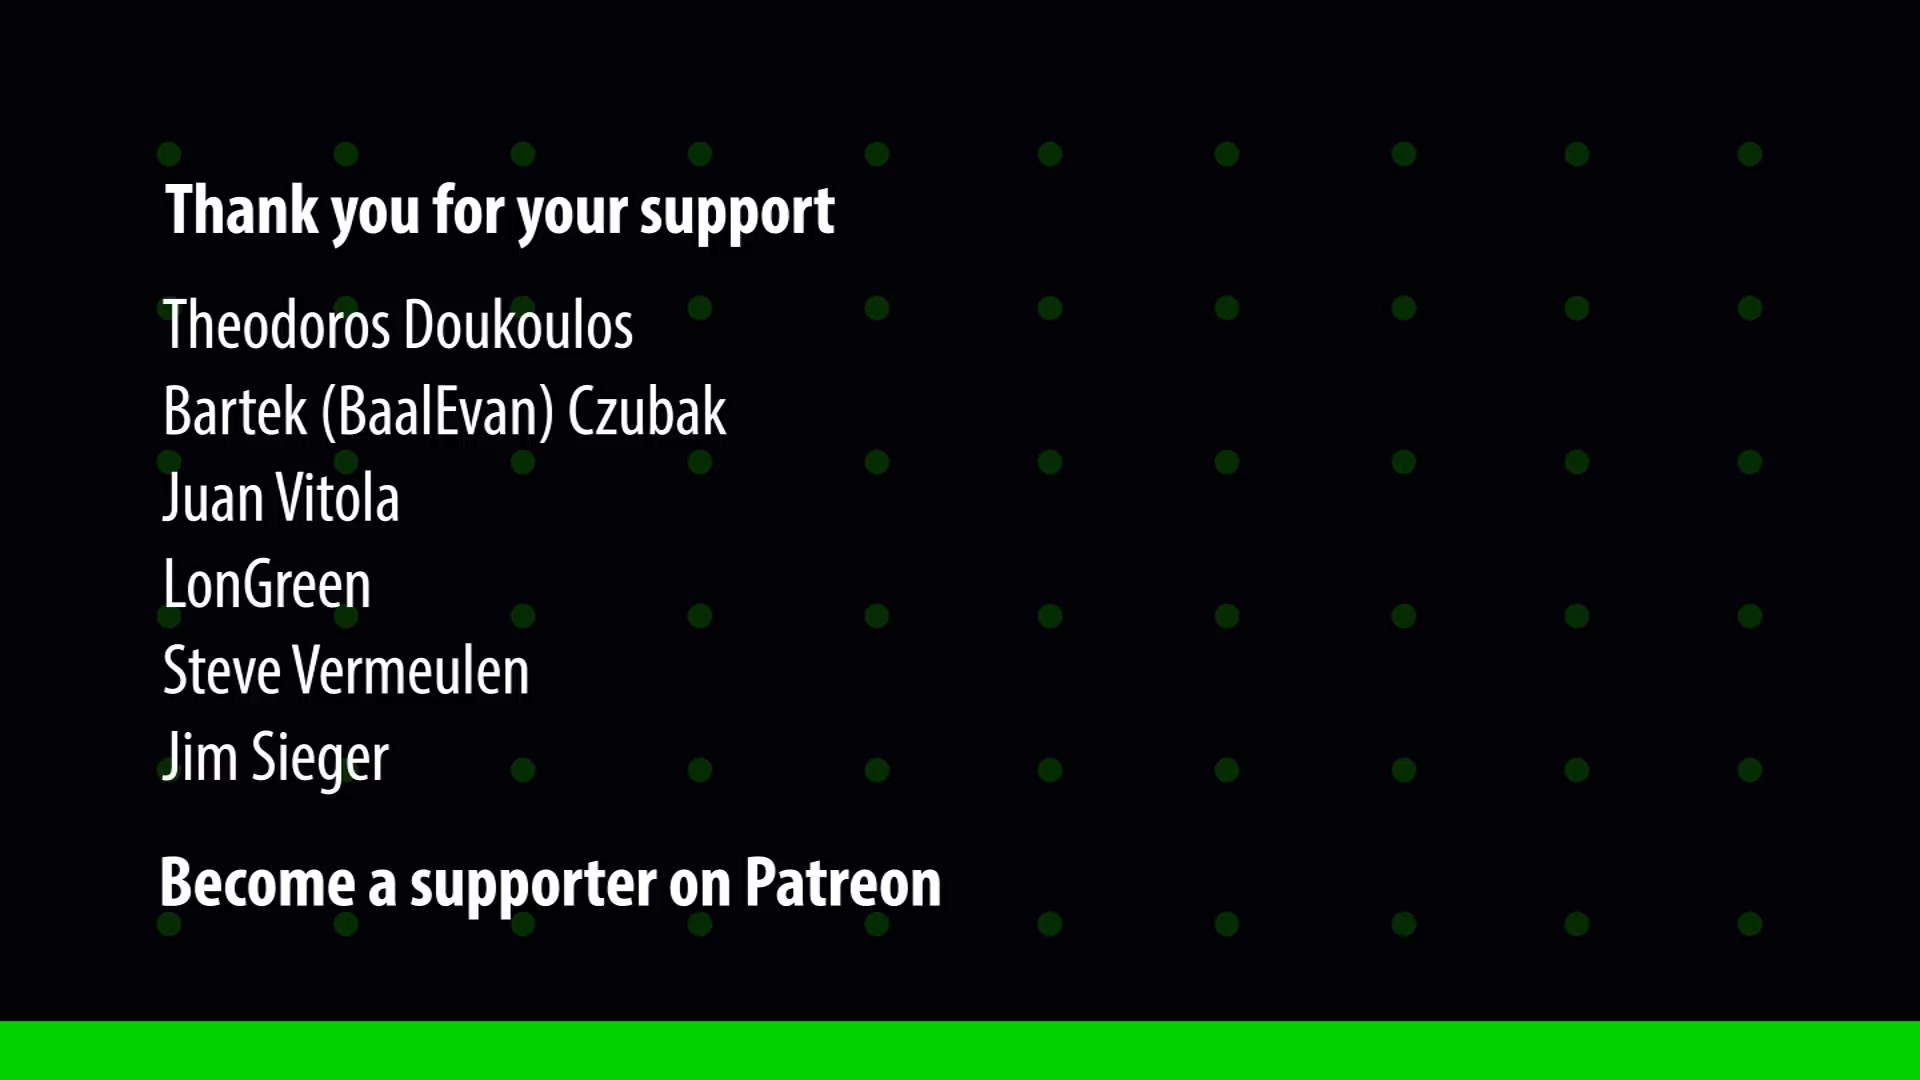 Thank you for your support
Theodoros Doukoulos
Bartek (BaalEvan) Czubak
Juan Vitola
LonGreen
Steve Vermeulen
Jim Sieger
Become a supporter on Patreon